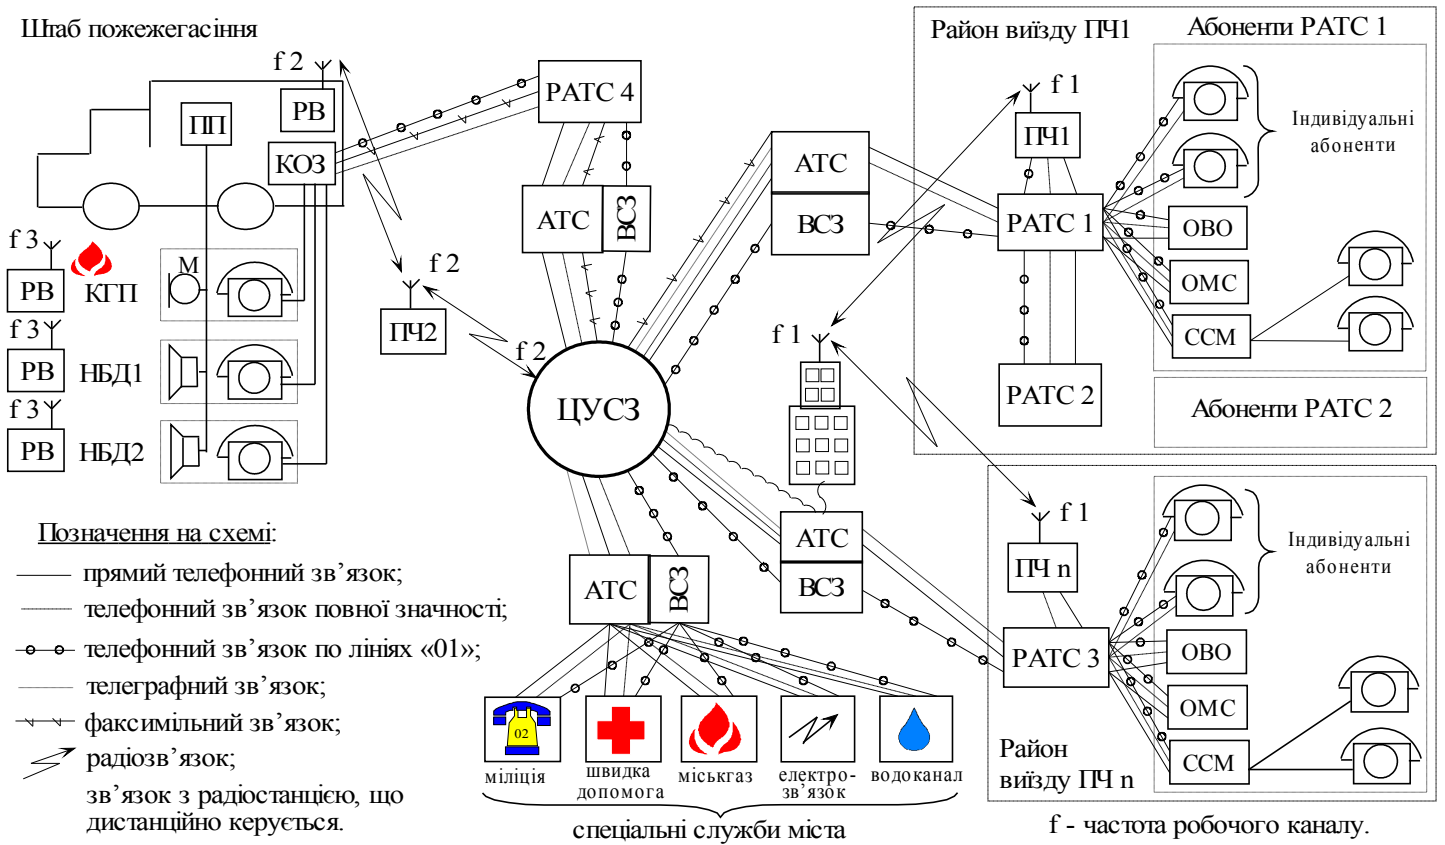 Штаб пожежегасіння
f 2
РВ
ПП
КОЗ
f 3
РВ
КГП
М
f 3
РВ
НБД1
f 3
РВ
НБД2
РАТС 4
АТС
ВСЗ
f 2
ПЧ2
f 2
ЦУСЗ
АТС
ВСЗ
f 1
АТС
ВСЗ
АТС
ВСЗ
Район виїзду ПЧ1
f 1
ПЧ1
РАТС 1
РАТС 2
Абоненти РАТС 1
Індивідуальні
абоненти
ОВО
ОМС
ССМ
Абоненти РАТС 2
f 1
ПЧ n
РАТС 3
Район
виїзду ПЧ n
Індивідуальні
абоненти
ОВО
ОМС
ССМ
Позначення на схемі:
прямий телефонний зв’язок;
телефонний зв’язок повної значності;
телефонний зв’язок по лініях «01»;
телеграфний зв’язок;
факсимільний зв’язок;
радіозв’язок;
зв’язок з радіостанцією, що
дистанційно керується.
02
міліція
швидка
допомога
міськгаз
електро-
зв’язок
водоканал
спеціальні служби міста
f - частота робочого каналу.